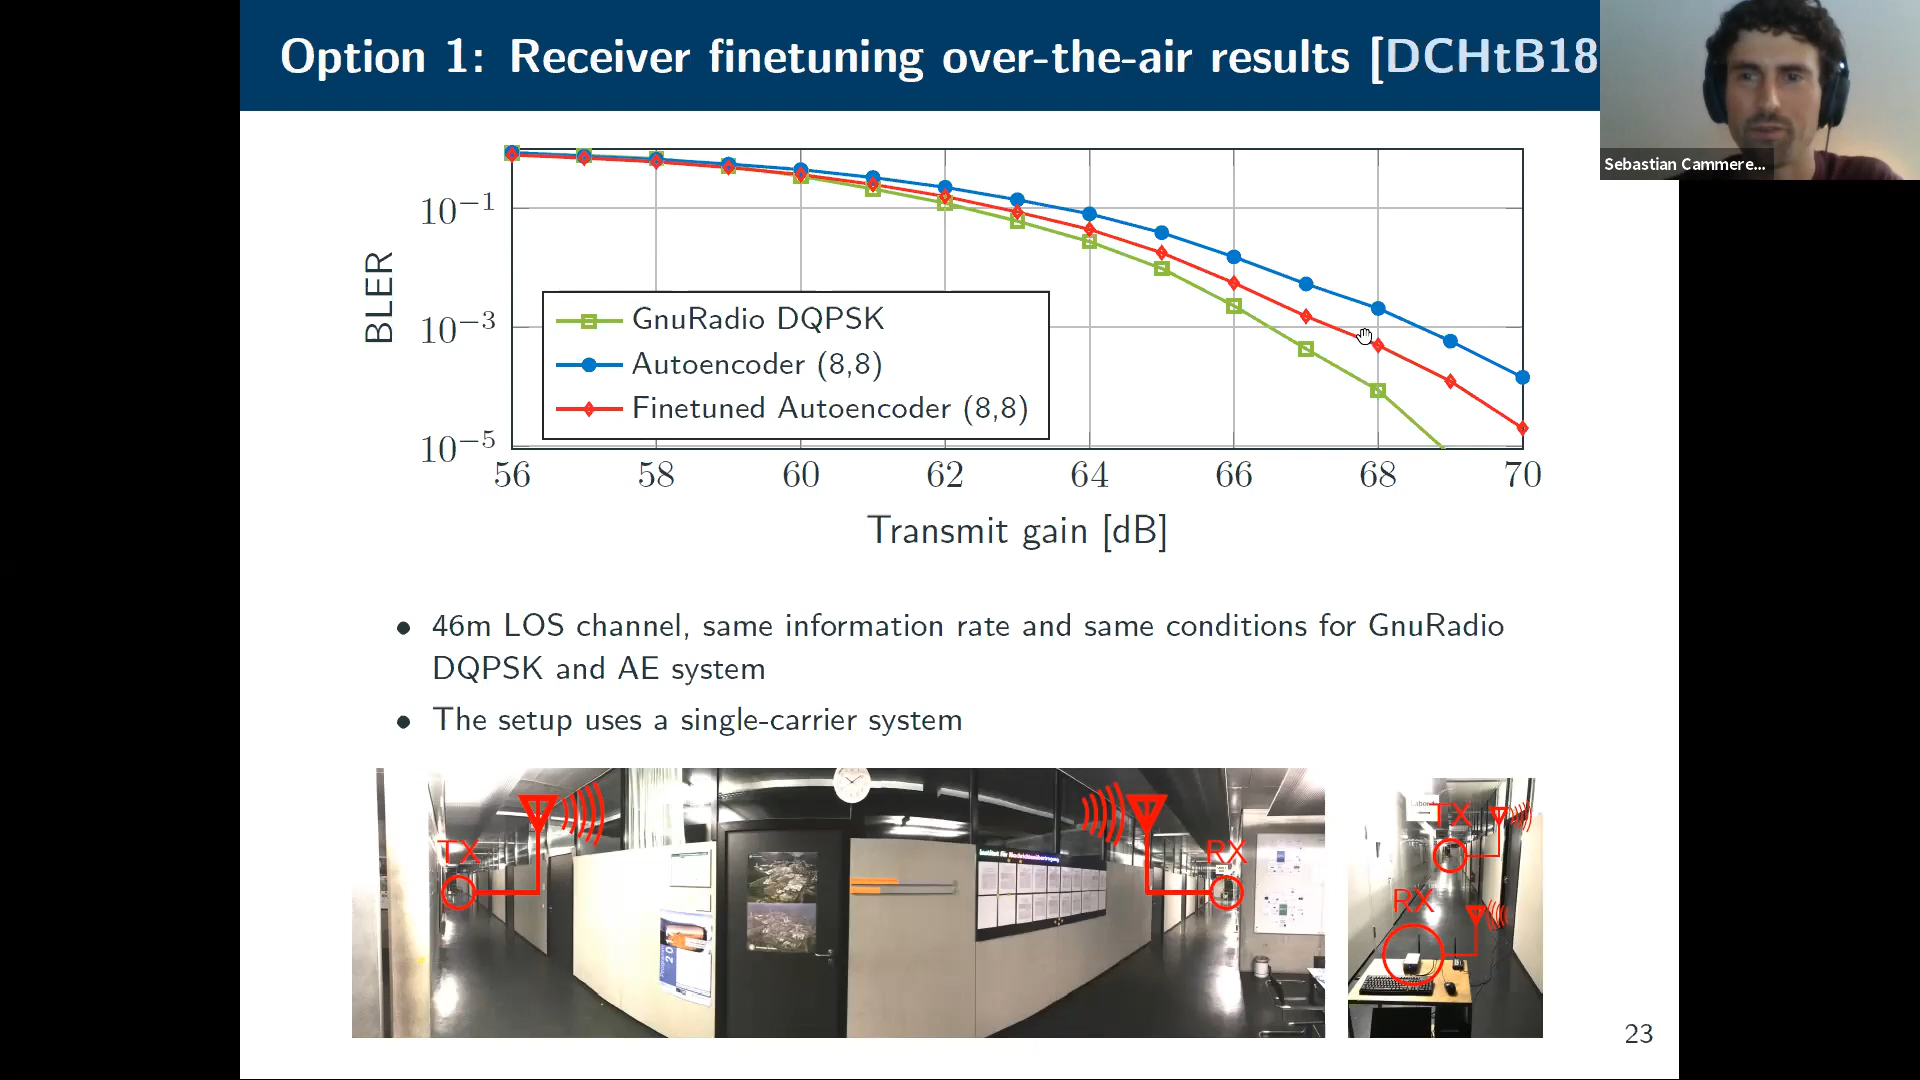 Option 1: Receiver finetuning over-the-air results [DCHtB18
Sebastian Cammere...
BLER
10−1
10−3
10−5
GnuRadio DQPSK
Autoencoder (8,8)
Finetuned Autoencoder (8,8)
56 58 60 62 64 66 68 70
Transmit gain [dB]
• 46m LOS channel, same information rate and same conditions for GnuRadio
DQPSK and AE system
• The setup uses a single-carrier system
TX
RX
TX
RX
23